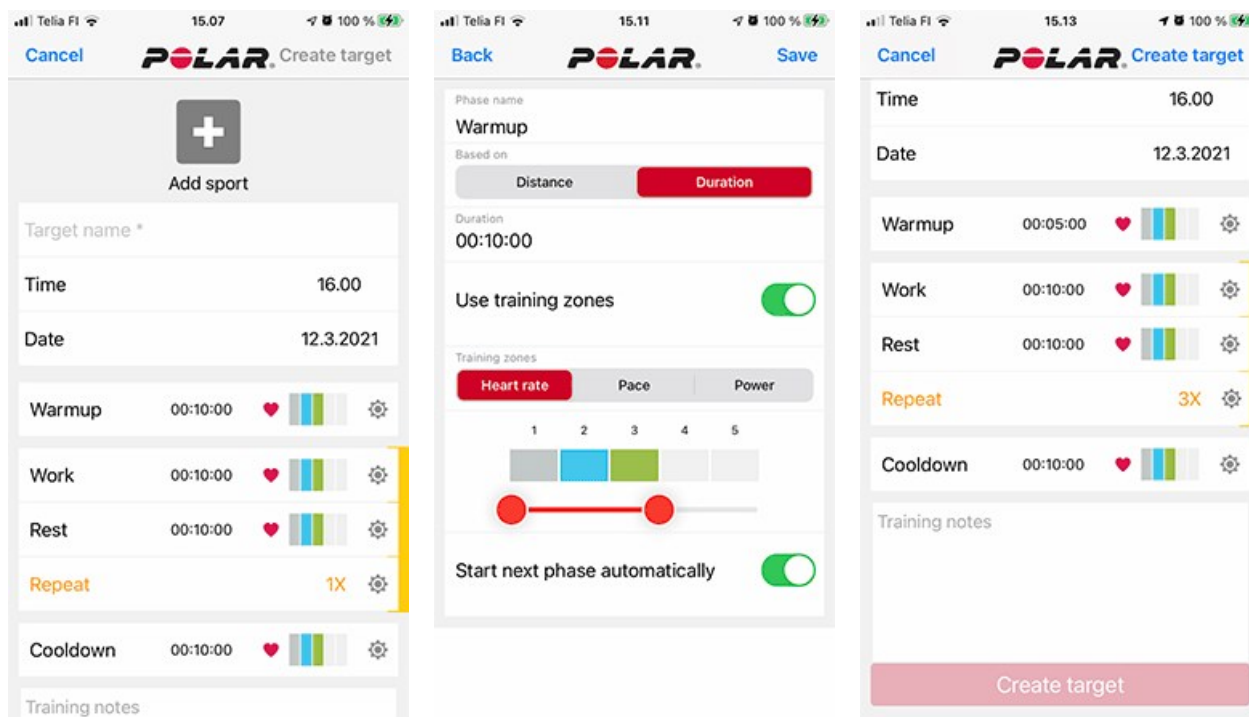 Telia FI 15.07 100 %
Cancel POLAR. Create target
Add sport
Target name *
Time 16.00
Date 12.3.2021
Warmup 00:10:00
Work 00:10:00
Rest 00:10:00
Repeat 1X
Cooldown 00:10:00
Training notes
Telia FI 15.11 100 %
Back POLAR. Save
Phase name
Warmup
Based on
Distance Duration
Duration
00:10:00
Use training zones
Training zones
Heart rate Pace Power
1 2 3 4 5
Start next phase automatically
Telia FI 15.13 100 %
Cancel POLAR. Create target
Time 16.00
Date 12.3.2021
Warmup 00:05:00
Work 00:10:00
Rest 00:10:00
Repeat 3X
Cooldown 00:10:00
Training notes
Create target